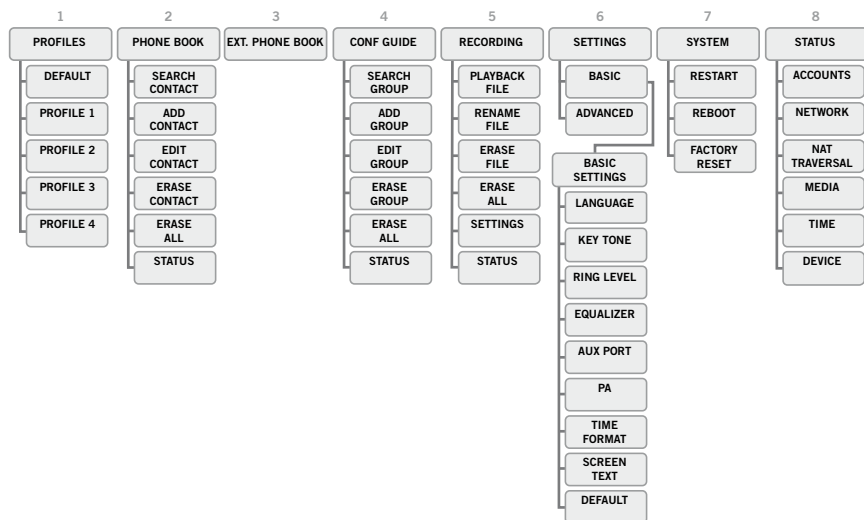 1 2 3 4 5 6 7 8
PROFILES
DEFAULT
PROFILE 1
PROFILE 2
PROFILE 3
PROFILE 4
PHONE BOOK
SEARCH
CONTACT
ADD
CONTACT
EDIT
CONTACT
ERASE
CONTACT
ERASE
ALL
STATUS
EXT. PHONE BOOK
CONF GUIDE
SEARCH
GROUP
ADD
GROUP
EDIT
GROUP
ERASE
GROUP
ERASE
ALL
STATUS
RECORDING
PLAYBACK
FILE
RENAME
FILE
ERASE
FILE
ERASE
ALL
SETTINGS
STATUS
SETTINGS
BASIC
ADVANCED
BASIC
SETTINGS
LANGUAGE
KEY TONE
RING LEVEL
EQUALIZER
AUX PORT
PA
TIME
FORMAT
SCREEN
TEXT
DEFAULT
SYSTEM
RESTART
REBOOT
FACTORY
RESET
STATUS
ACCOUNTS
NETWORK
NAT
TRAVERSAL
MEDIA
TIME
DEVICE